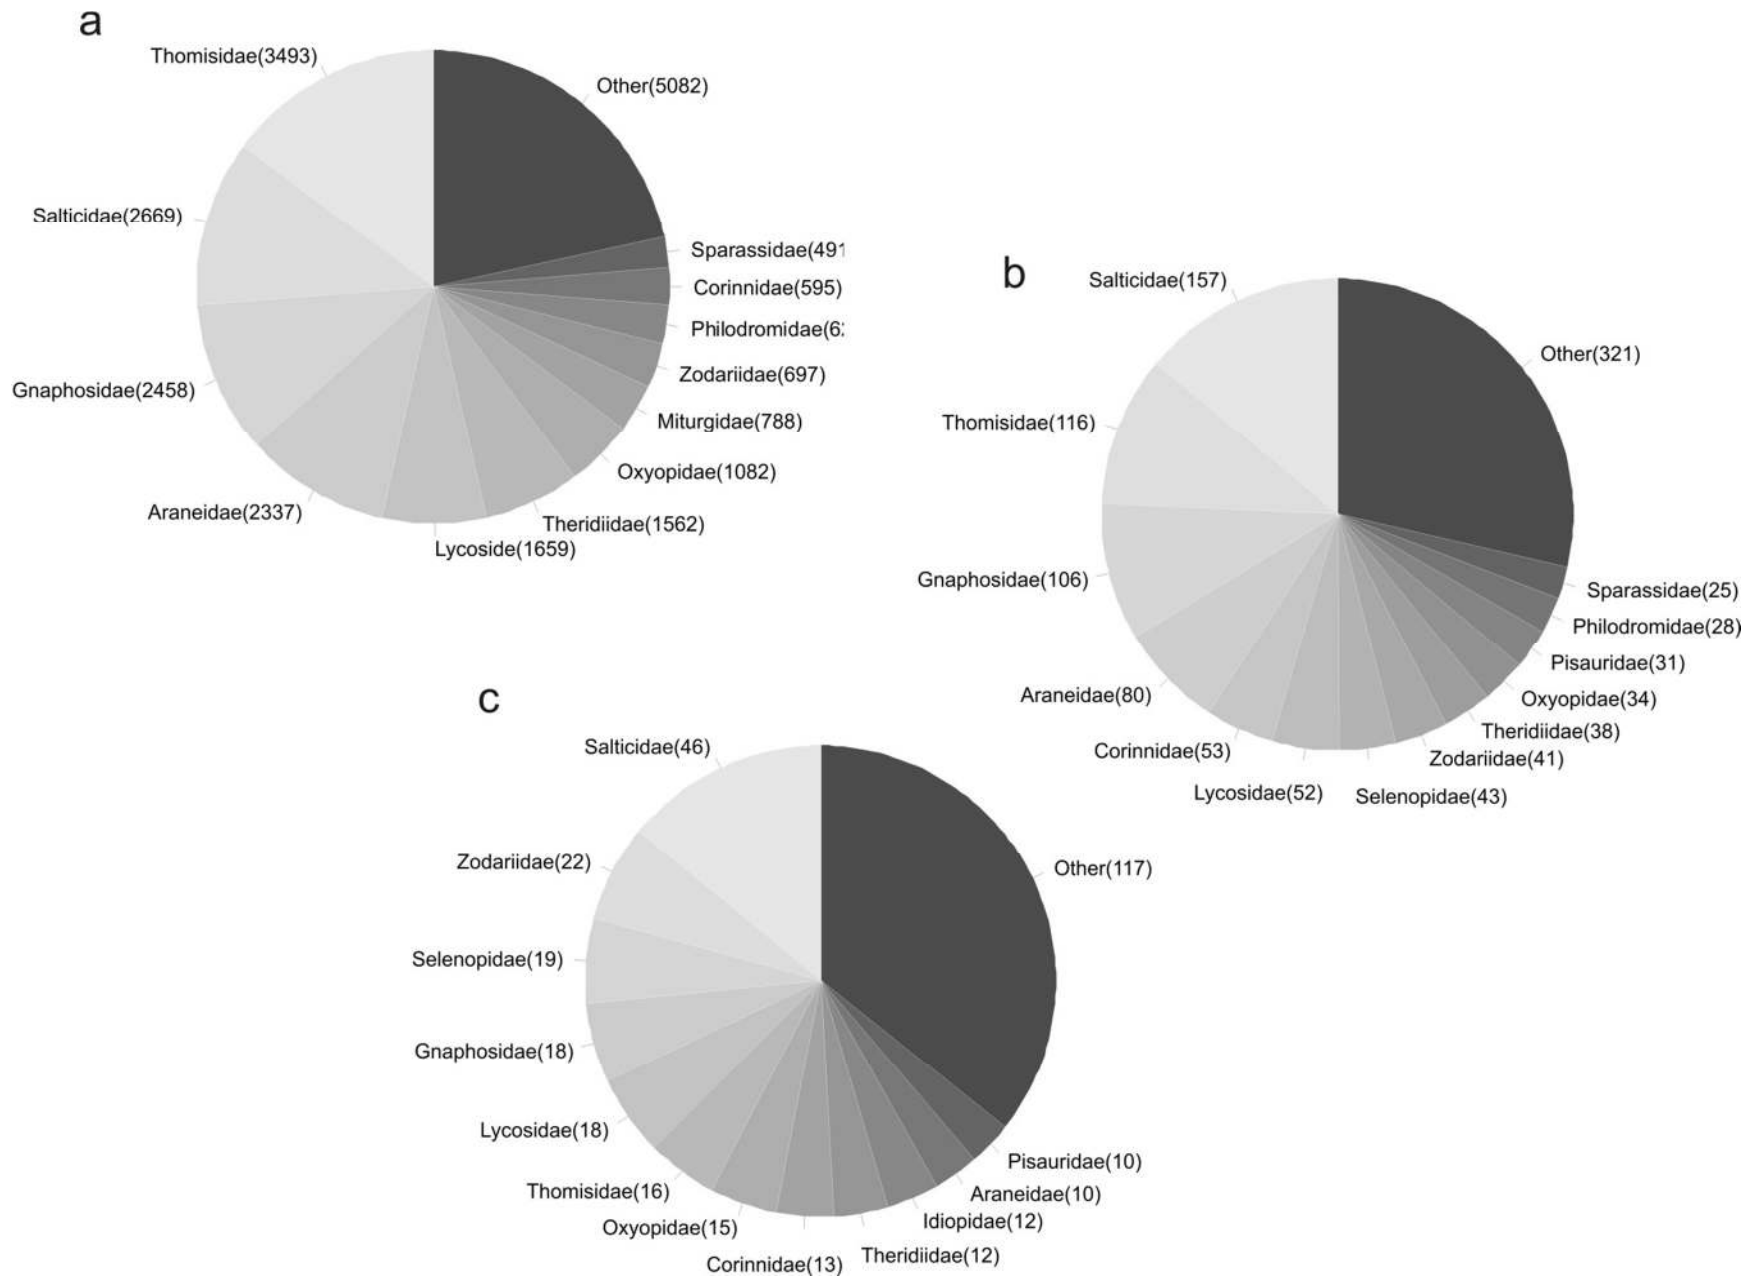 a
Thomisidae(3493)
Other(5082)
Salticidae(2669)
Sparassidae(491
Corinnidae(595)
Philodromidae(6
Gnaphosidae(2458)
Zodariidae(697)
Miturgidae(788)
Oxyopidae(1082)
Araneidae(2337)
Theridiidae(1562)
Lycoside(1659)
b
Salticidae(157)
Other(321)
Thomisidae(116)
Gnaphosidae(106)
Sparassidae(25)
Philodromidae(28)
Pisauridae(31)
Araneidae(80)
Oxyopidae(34)
Theridiidae(38)
Corinnidae(53)
Zodariidae(41)
Lycosidae(52)
Selenopidae(43)
c
Salticidae(46)
Zodariidae(22)
Other(117)
Selenopidae(19)
Gnaphosidae(18)
Lycosidae(18)
Pisauridae(10)
Thomisidae(16)
Araneidae(10)
Idiopidae(12)
Oxyopidae(15)
Theridiidae(12)
Corinnidae(13)